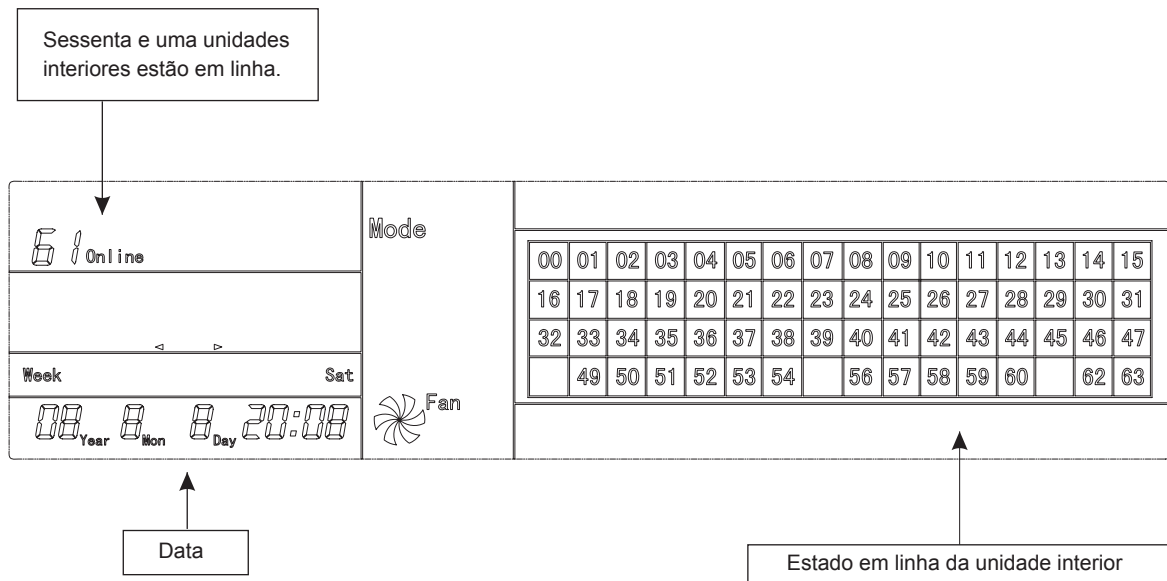 Sessenta e uma unidades
interiores estão em linha.
61 Online
Mode
00 01 02 03 04 05 06 07 08 09 10 11 12 13 14 15
16 17 18 19 20 21 22 23 24 25 26 27 28 29 30 31
32 33 34 35 36 37 38 39 40 41 42 43 44 45 46 47
49 50 51 52 53 54 56 57 58 59 60 62 63
Week Sat
08 Year 8 Mon 8 Day 20:08
Fan
Data
Estado em linha da unidade interior